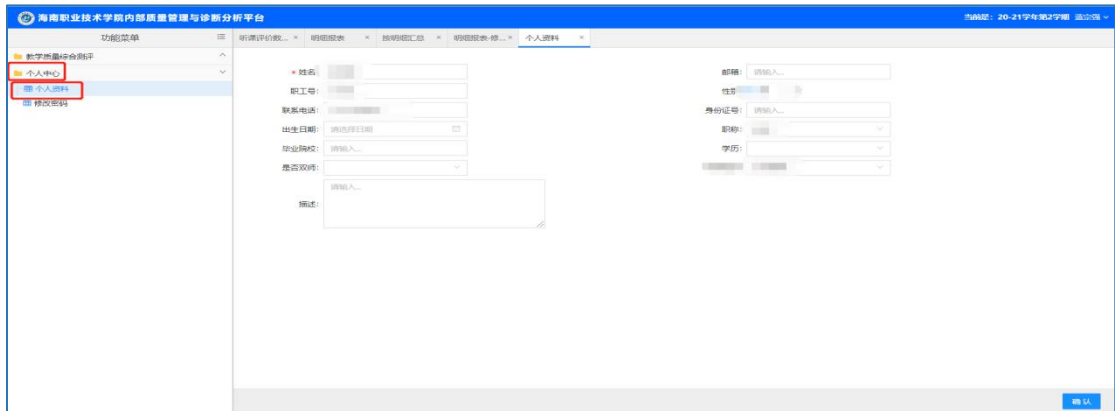 海南职业技术学院内部质量管理与诊断分析平台
当前是：20-21学年第2学期
功能菜单
听课评价数... × 明细报表 × 按明细汇总 × 明细报表-修... × 个人资料 ×
教学质量综合测评
个人中心
个人资料
修改密码
* 姓名
邮箱： 请输入...
职工号：
性别
联系电话：
身份证号： 请输入...
出生日期： 请选择日期
职称：
毕业院校： 请输入...
学历：
是否双师：
描述： 请输入...
确认